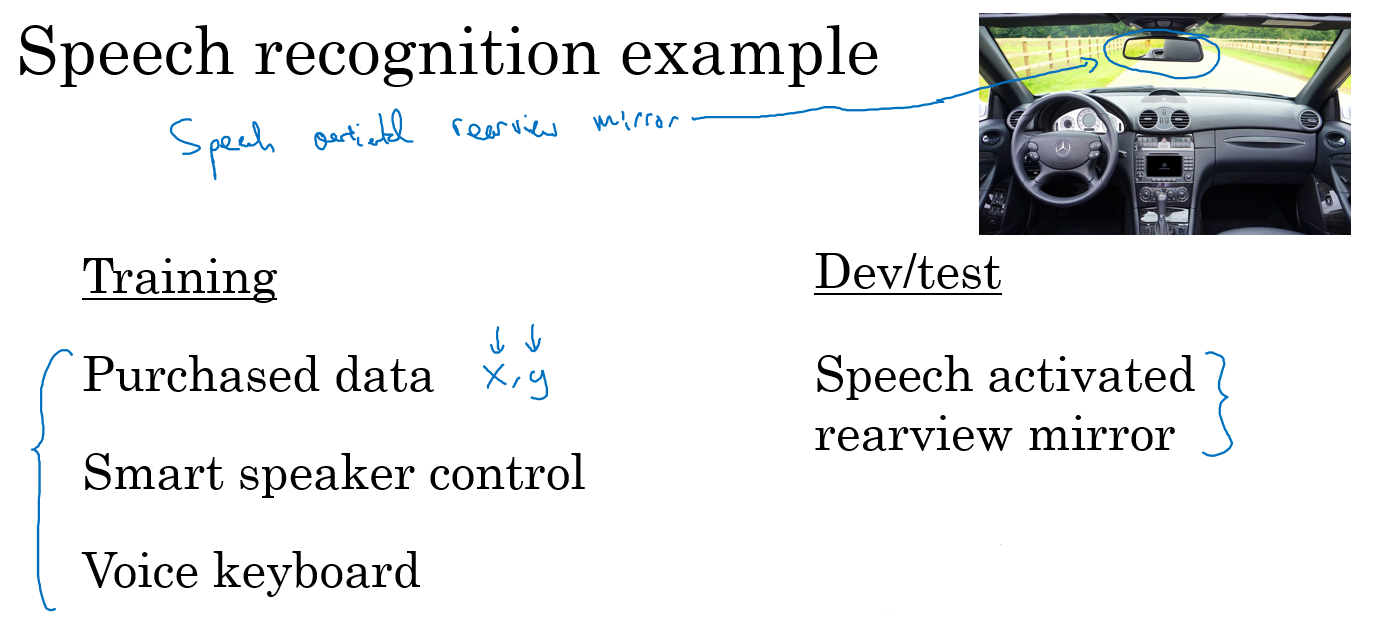 Speech recognition example
Speech activated rearview mirror
Training
Purchased data x, y
Smart speaker control
Voice keyboard
Dev/test
Speech activated
rearview mirror